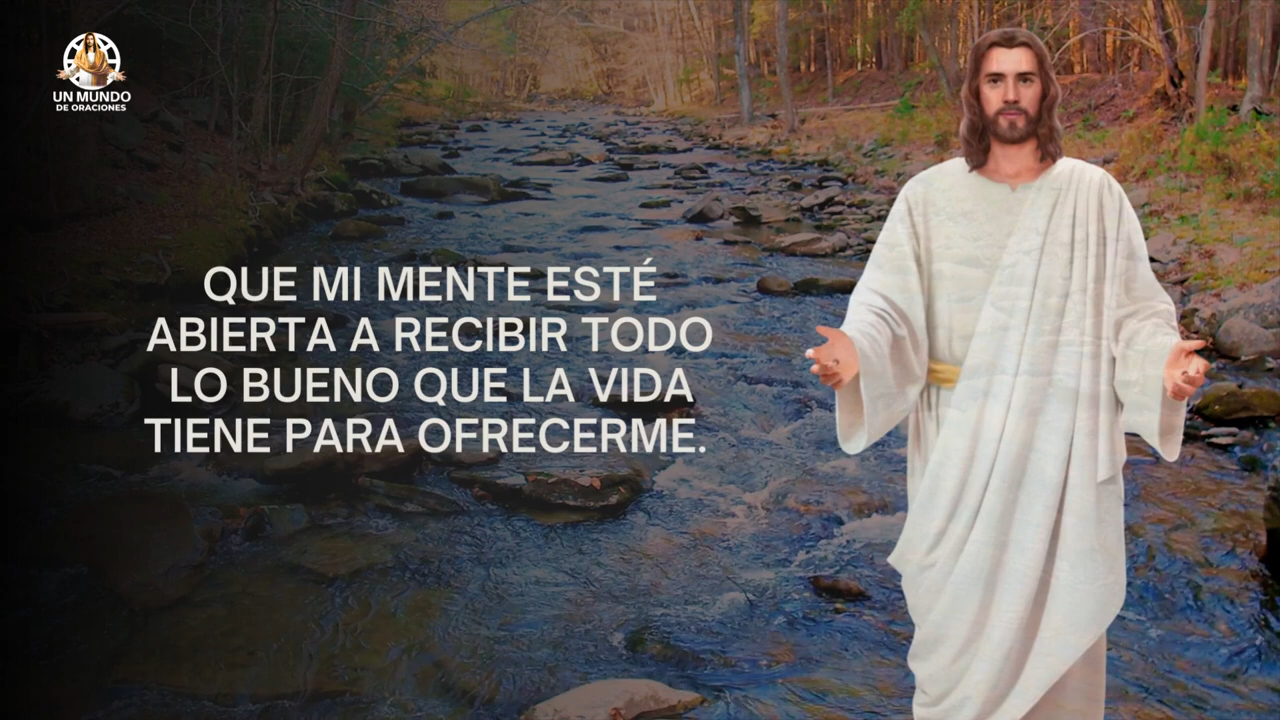 UN MUNDO
DE ORACIONES
QUE MI MENTE ESTÉ
ABIERTA A RECIBIR TODO
LO BUENO QUE LA VIDA
TIENE PARA OFRECERME.